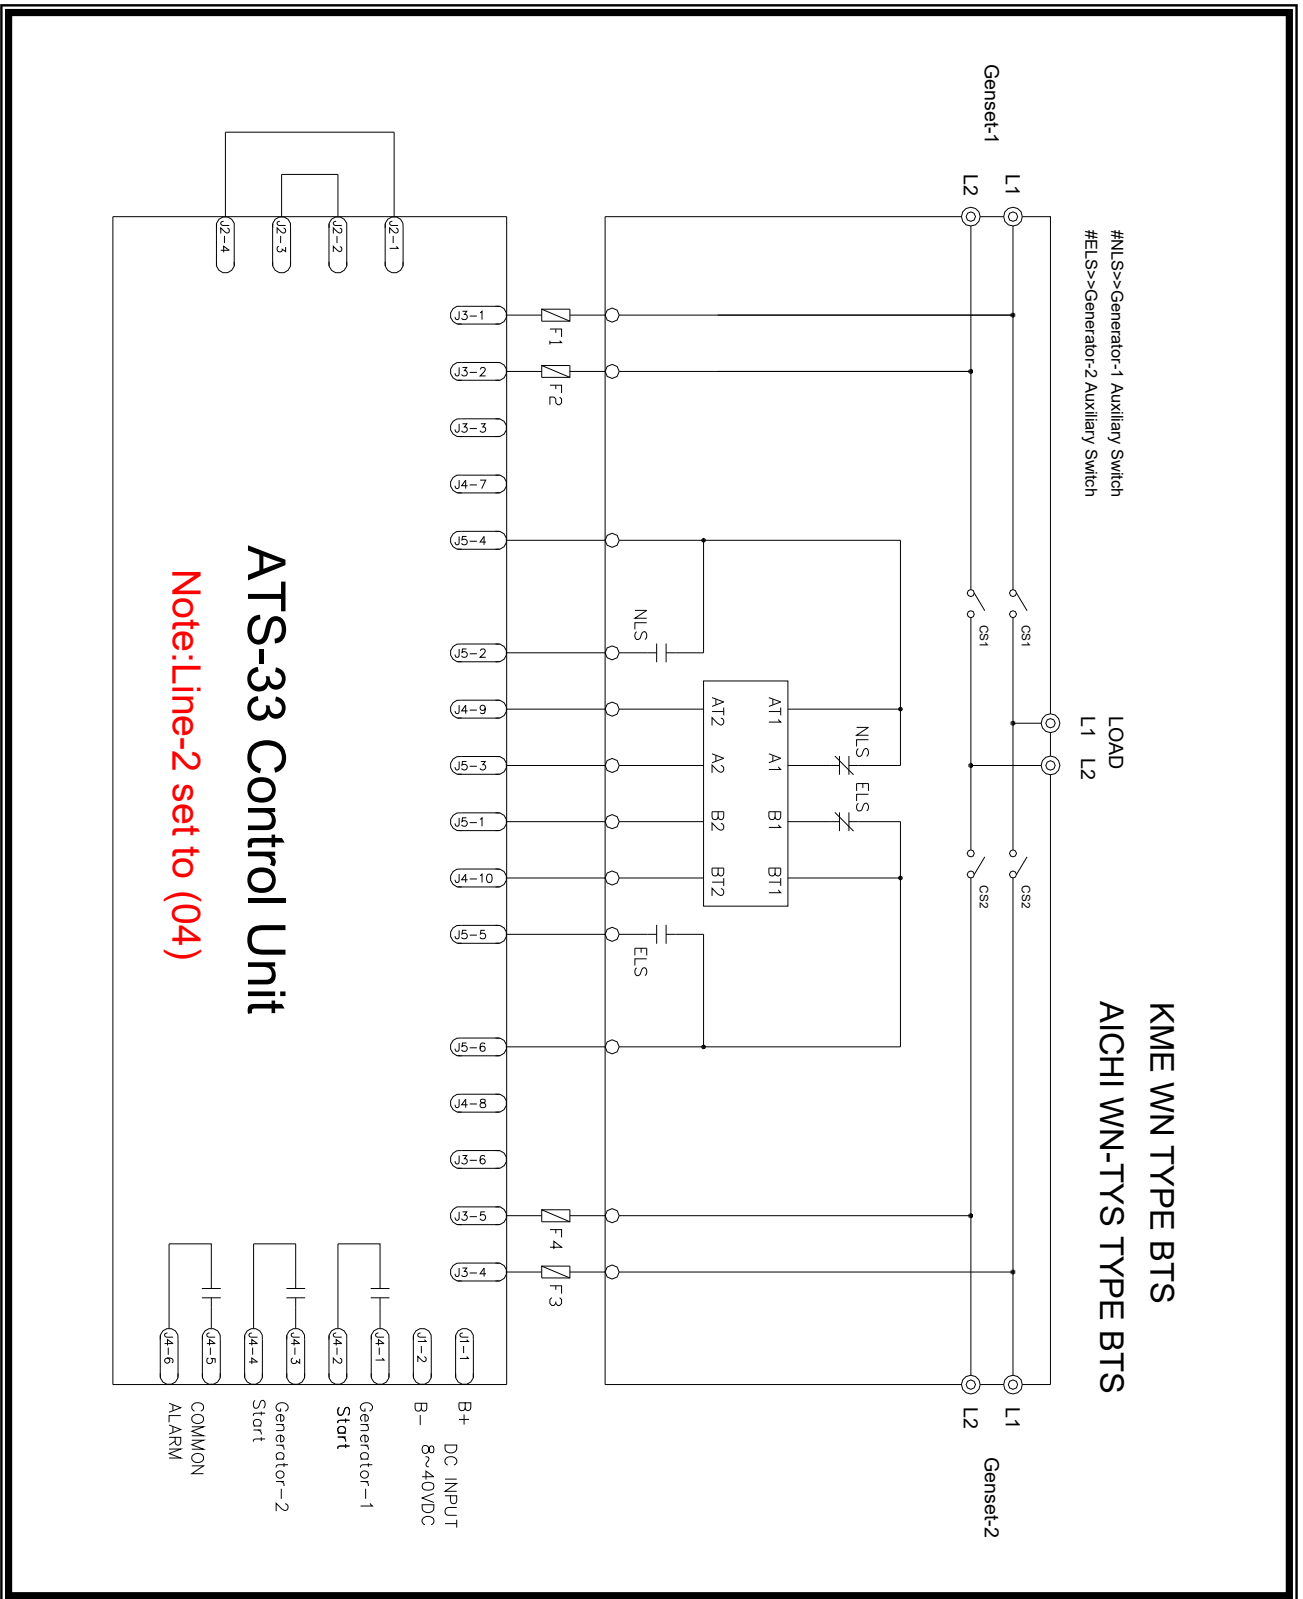 KME WN TYPE BTS
AICHI WN-TYS TYPE BTS
#NLS>>Generator-1 Auxiliary Switch
#ELS>>Generator-2 Auxiliary Switch
LOAD
L1 L2
Genset-1
L1
L2
CS1
CS1
CS2
CS2
L1
L2
Genset-2
NLS
ELS
AT1
A1
B1
BT1
AT2
A2
B2
BT2
NLS
ELS
F1
F2
F4
F3
J3-1
J3-2
J3-3
J4-7
J5-4
J5-2
J4-9
J5-3
J5-1
J4-10
J5-5
J5-6
J4-8
J3-6
J3-5
J3-4
J2-1
J2-2
J2-3
J2-4
ATS-33 Control Unit
Note:Line-2 set to (04)
J1-1
J1-2
J4-1
J4-2
J4-3
J4-4
J4-5
J4-6
B+ DC INPUT
B- 8~40VDC
Generator-1
Start
Generator-2
Start
COMMON
ALARM